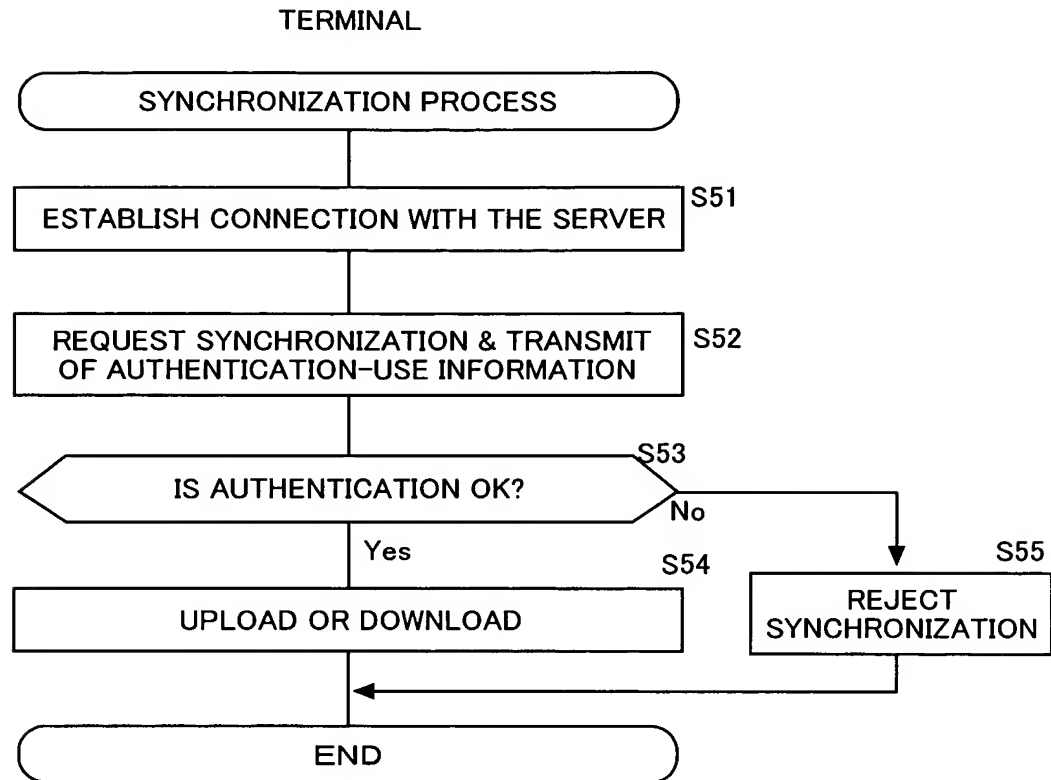 TERMINAL
SYNCHRONIZATION PROCESS
S51
ESTABLISH CONNECTION WITH THE SERVER
REQUEST SYNCHRONIZATION & TRANSMIT
OF AUTHENTICATION-USE INFORMATION
S52
S53
IS AUTHENTICATION OK?
No
Yes
S54
S55
UPLOAD OR DOWNLOAD
REJECT
SYNCHRONIZATION
END